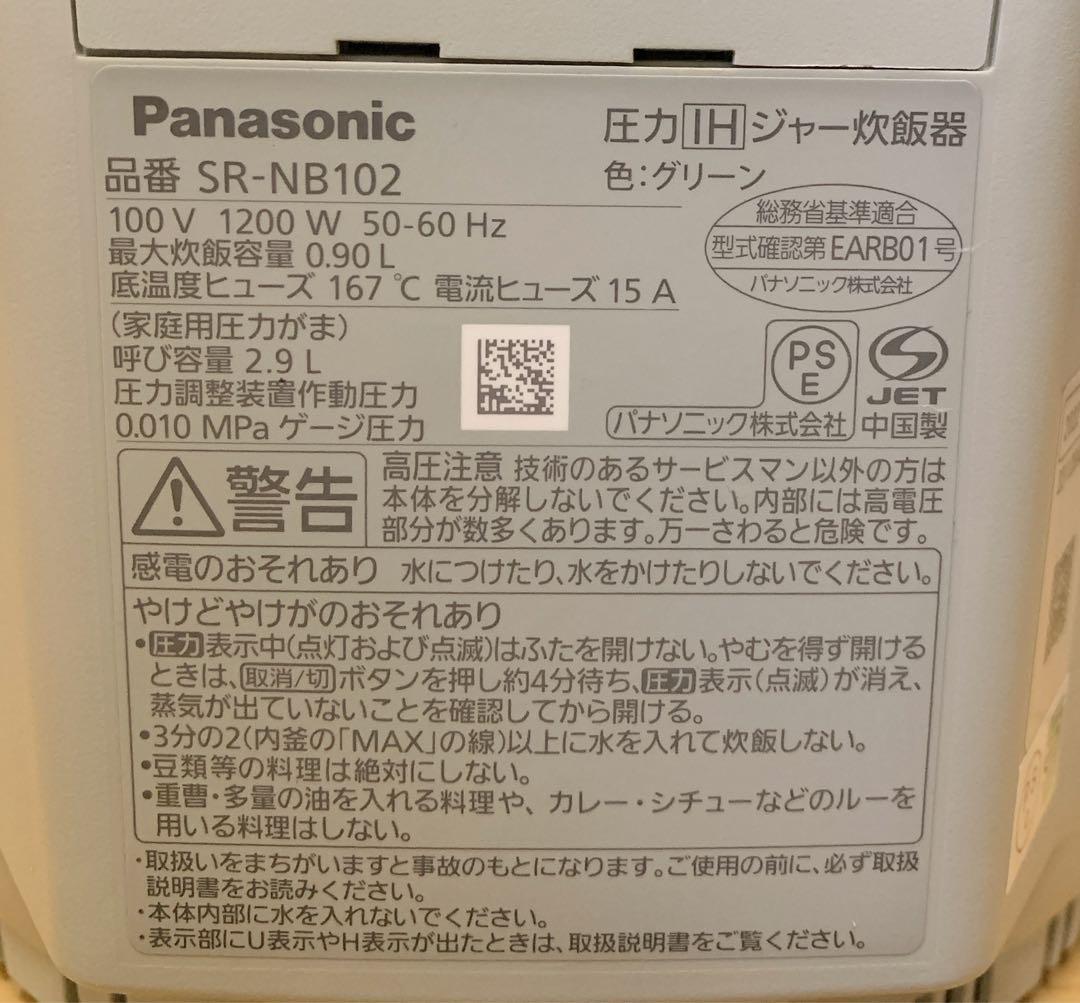 Panasonic
圧力IHジャー炊飯器
品番 SR-NB102
色:グリーン
100 V 1200 W 50-60 Hz
最大炊飯容量 0.90 L
底温度ヒューズ 167 ℃ 電流ヒューズ 15 A
総務省基準適合
型式確認第EARB01号
パナソニック株式会社
(家庭用圧力がま)
呼び容量 2.9 L
圧力調整装置作動圧力
0.010 MPa ゲージ圧力
PS
E
JET
パナソニック株式会社 中国製
警告
高圧注意 技術のあるサービスマン以外の方は
本体を分解しないでください。内部には高電圧
部分が数多くあります。万一さわると危険です。
感電のおそれあり 水につけたり、水をかけたりしないでください。
やけどやけがのおそれあり
•圧力表示中(点灯および点滅)はふたを開けない。やむを得ず開ける
ときは、取消/切ボタンを押し約4分待ち、圧力表示(点滅)が消え、
蒸気が出ていないことを確認してから開ける。
•3分の2(内釜の「MAX」の線)以上に水を入れて炊飯しない。
•豆類等の料理は絶対にしない。
•重曹・多量の油を入れる料理や、カレー・シチューなどのルーを
用いる料理はしない。
・取扱いをまちがいますと事故のもとになります。ご使用の前に、必ず取扱
説明書をお読みください。
・本体内部に水を入れないでください。
・表示部にU表示やH表示が出たときは、取扱説明書をご覧ください。